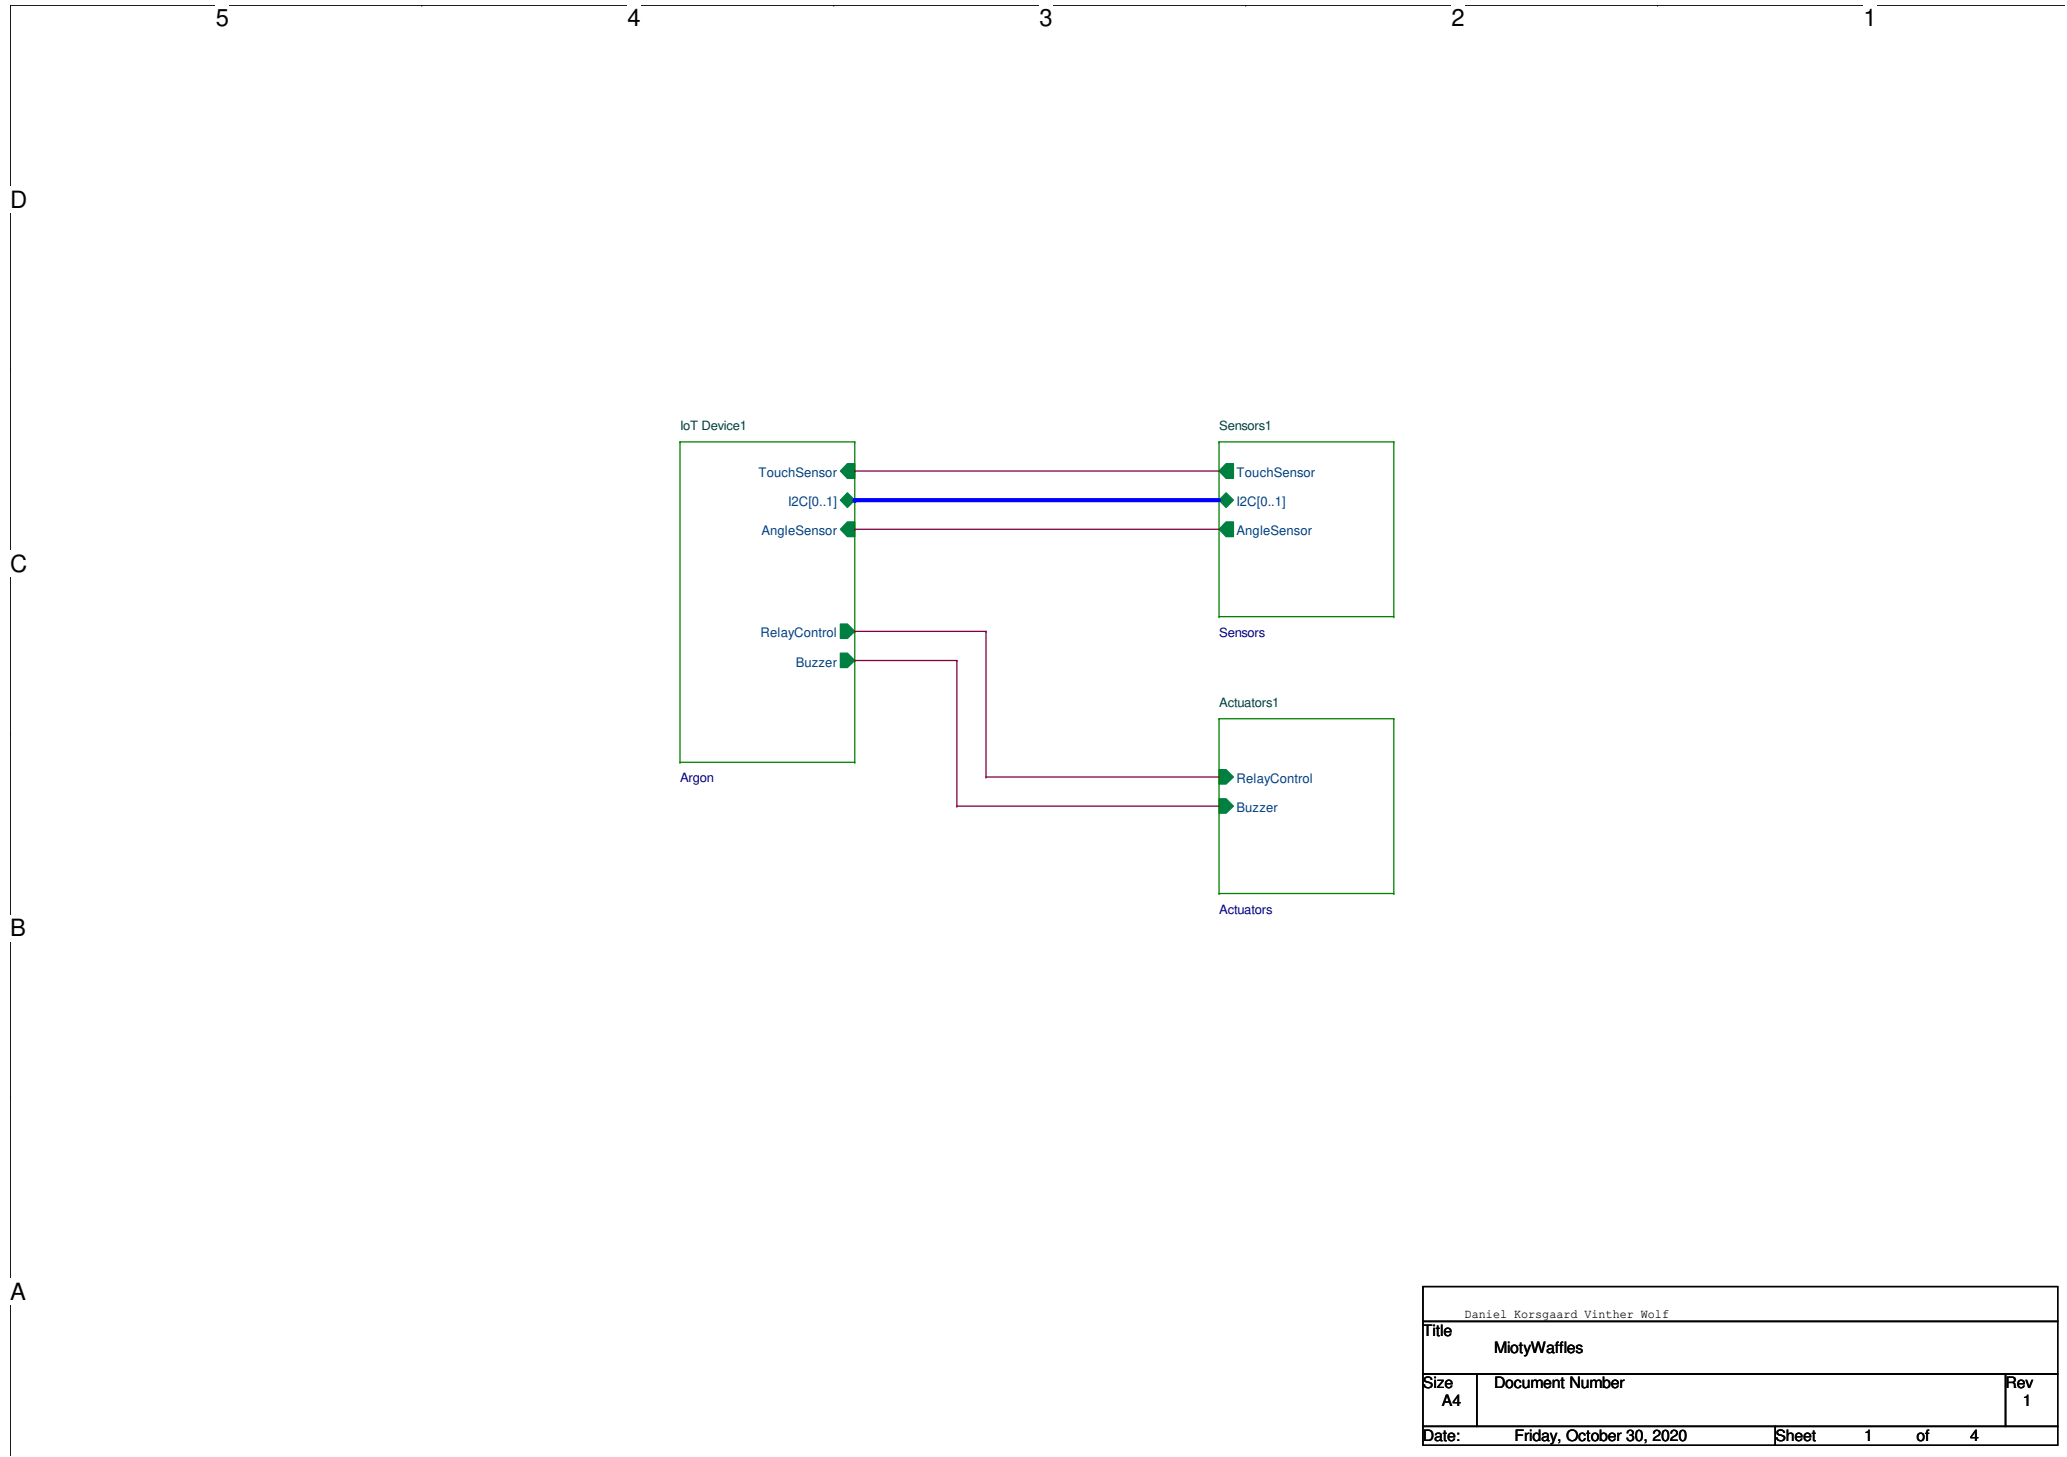 5 4 3 2 1
D
C
B
A
IoT Device1
TouchSensor
I2C[0..1]
AngleSensor
RelayControl
Buzzer
Argon
Sensors1
TouchSensor
I2C[0..1]
AngleSensor
Sensors
Actuators1
RelayControl
Buzzer
Actuators
Daniel Korsgaard Vinther Wolf
Title
MiotyWaffles
Size Document Number Rev
A4 1
Date: Friday, October 30, 2020 Sheet 1 of 4